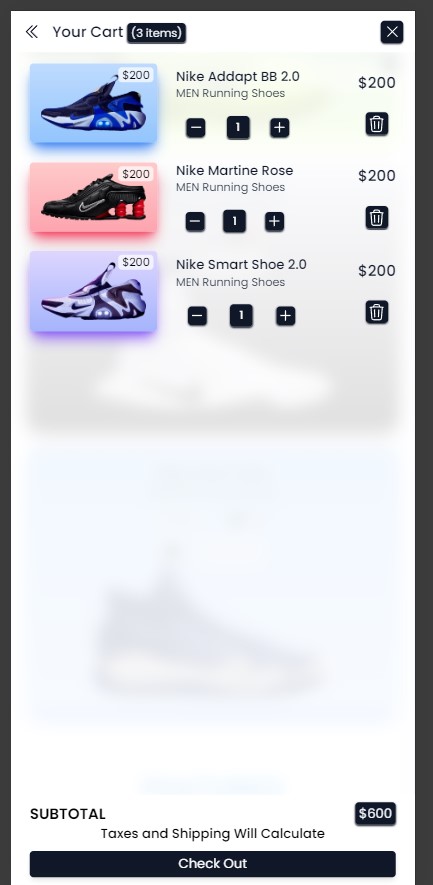 Your Cart (3 items)
$200
Nike Addapt BB 2.0
$200
MEN Running Shoes
1
$200
Nike Martine Rose
$200
MEN Running Shoes
1
$200
Nike Smart Shoe 2.0
$200
MEN Running Shoes
1
SUBTOTAL
$600
Taxes and Shipping Will Calculate
Check Out